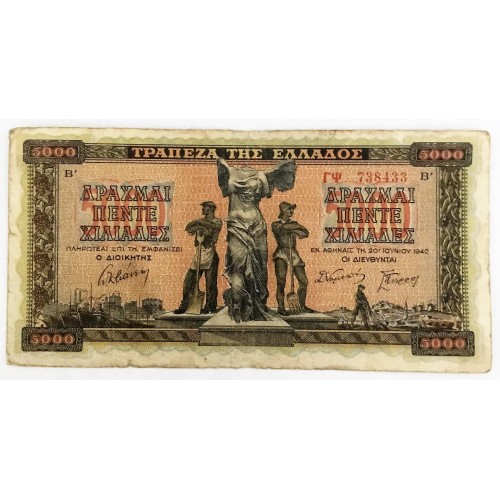 5000 ΤΡΑΠΕΖΑ ΤΗΣ ΕΛΛΑΔΟΣ 5000
Β' ΓΨ 738433 Β'
ΔΡΑΧΜΑΙ
ΠΕΝΤΕ
ΧΙΛΙΑΔΕΣ
ΠΛΗΡΩΤΕΑΙ ΕΠΙ ΤΗ ΕΜΦΑΝΙΣΕΙ
Ο ΔΙΟΙΚΗΤΗΣ
ΔΡΑΧΜΑΙ
ΠΕΝΤΕ
ΧΙΛΙΑΔΕΣ
ΕΝ ΑΘΗΝΑΙΣ ΤΗ 20ῌ ΙΟΥΝΙΟΥ 1942
ΟΙ ΔΙΕΥΘΥΝΤΑΙ
5000 5000